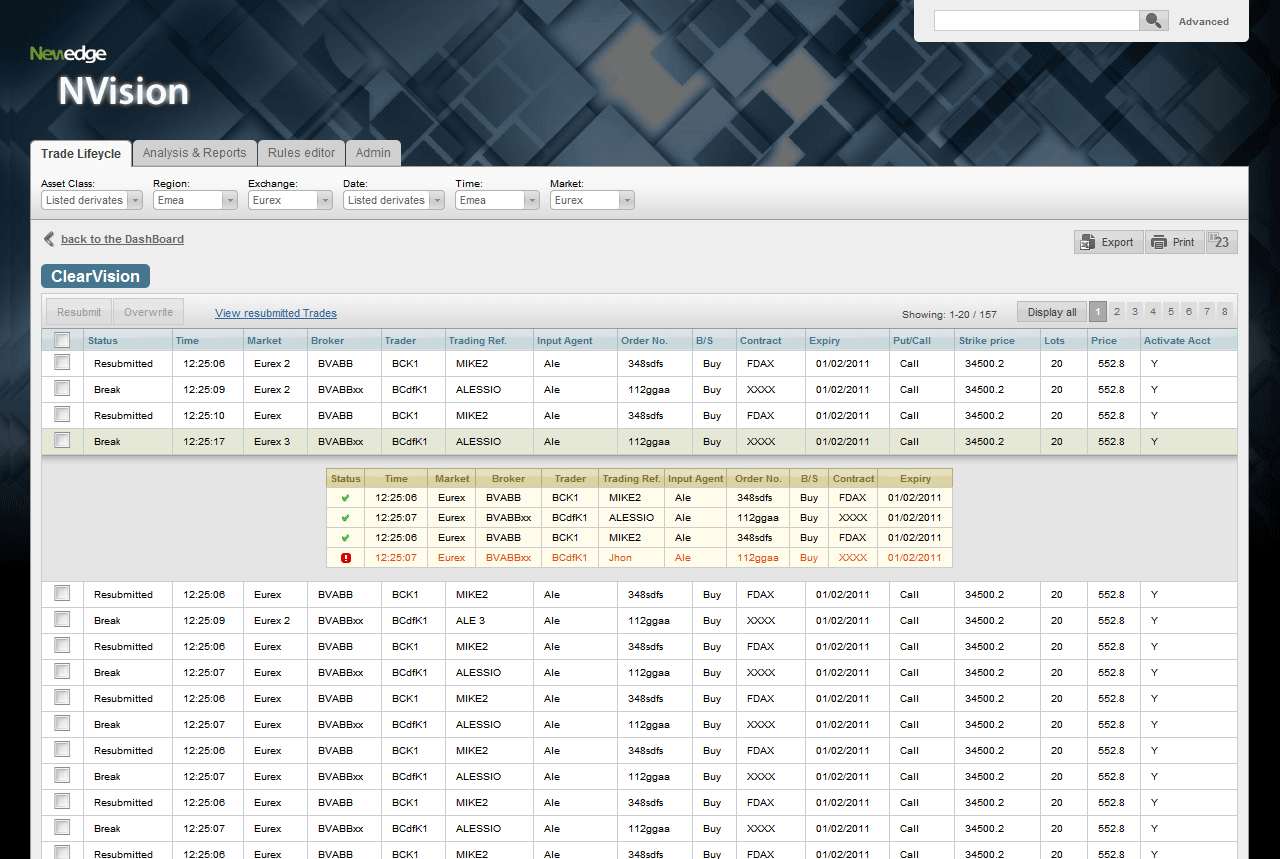 Advanced
Newedge
NVision
Trade Lifeycle Analysis & Reports Rules editor Admin
Asset Class: Region: Exchange: Date: Time: Market:
Listed derivates Emea Eurex Listed derivates Emea Eurex
back to the DashBoard Export Print 23
ClearVision
Resubmit Overwrite View resubmitted Trades Showing: 1-20 / 157 Display all 1 2 3 4 5 6 7 8
Status Time Market Broker Trader Trading Ref. Input Agent Order No. B/S Contract Expiry Put/Call Strike price Lots Price Activate Acct
Resubmitted 12:25:06 Eurex 2 BVABB BCK1 MIKE2 Ale 348sdfs Buy FDAX 01/02/2011 Call 34500.2 20 552.8 Y
Break 12:25:09 Eurex 2 BVABBxx BCdfK1 ALESSIO Ale 112ggaa Buy XXXX 01/02/2011 Call 34500.2 20 552.8 Y
Resubmitted 12:25:10 Eurex BVABB BCK1 MIKE2 Ale 348sdfs Buy FDAX 01/02/2011 Call 34500.2 20 552.8 Y
Break 12:25:17 Eurex 3 BVABBxx BCdfK1 ALESSIO Ale 112ggaa Buy XXXX 01/02/2011 Call 34500.2 20 552.8 Y
Status Time Market Broker Trader Trading Ref. Input Agent Order No. B/S Contract Expiry
12:25:06 Eurex BVABB BCK1 MIKE2 Ale 348sdfs Buy FDAX 01/02/2011
12:25:07 Eurex BVABBxx BCdfK1 ALESSIO Ale 112ggaa Buy XXXX 01/02/2011
12:25:06 Eurex BVABB BCK1 MIKE2 Ale 348sdfs Buy FDAX 01/02/2011
12:25:07 Eurex BVABBxx BCdfK1 Jhon Ale 112ggaa Buy XXXX 01/02/2011
Resubmitted 12:25:06 Eurex BVABB BCK1 MIKE2 Ale 348sdfs Buy FDAX 01/02/2011 Call 34500.2 20 552.8 Y
Break 12:25:09 Eurex 2 BVABBxx BCdfK1 ALE 3 Ale 112ggaa Buy XXXX 01/02/2011 Call 34500.2 20 552.8 Y
Resubmitted 12:25:06 Eurex BVABB BCK1 MIKE2 Ale 348sdfs Buy FDAX 01/02/2011 Call 34500.2 20 552.8 Y
Break 12:25:07 Eurex BVABBxx BCdfK1 ALESSIO Ale 112ggaa Buy XXXX 01/02/2011 Call 34500.2 20 552.8 Y
Resubmitted 12:25:06 Eurex BVABB BCK1 MIKE2 Ale 348sdfs Buy FDAX 01/02/2011 Call 34500.2 20 552.8 Y
Break 12:25:07 Eurex BVABBxx BCdfK1 ALESSIO Ale 112ggaa Buy XXXX 01/02/2011 Call 34500.2 20 552.8 Y
Resubmitted 12:25:06 Eurex BVABB BCK1 MIKE2 Ale 348sdfs Buy FDAX 01/02/2011 Call 34500.2 20 552.8 Y
Break 12:25:07 Eurex BVABBxx BCdfK1 ALESSIO Ale 112ggaa Buy XXXX 01/02/2011 Call 34500.2 20 552.8 Y
Resubmitted 12:25:06 Eurex BVABB BCK1 MIKE2 Ale 348sdfs Buy FDAX 01/02/2011 Call 34500.2 20 552.8 Y
Break 12:25:07 Eurex BVABBxx BCdfK1 ALESSIO Ale 112ggaa Buy XXXX 01/02/2011 Call 34500.2 20 552.8 Y
Resubmitted 12:25:06 Eurex BVABB BCK1 MIKE2 Ale 348sdfs Buy FDAX 01/02/2011 Call 34500.2 20 552.8 Y